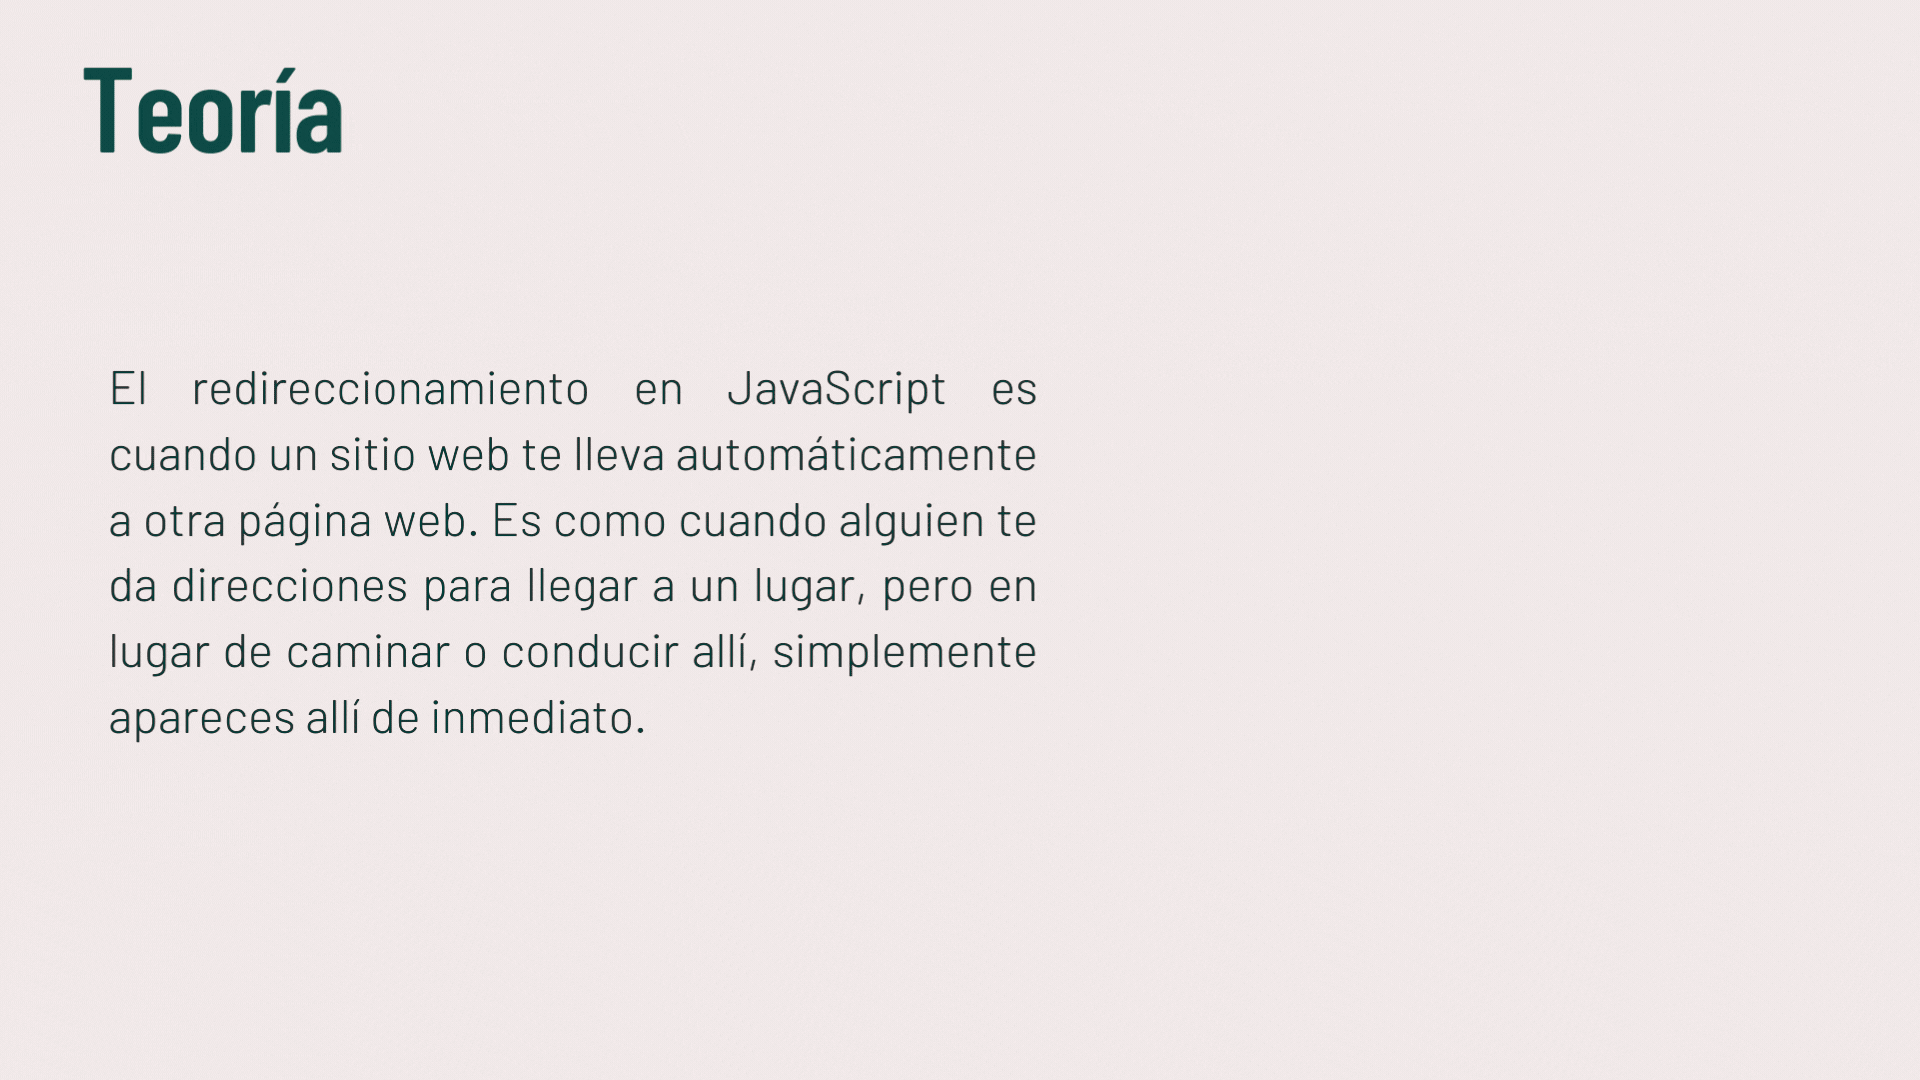 Teoría
El redireccionamiento en JavaScript es
cuando un sitio web te lleva automáticamente
a otra página web. Es como cuando alguien te
da direcciones para llegar a un lugar, pero en
lugar de caminar o conducir allí, simplemente
apareces allí de inmediato.